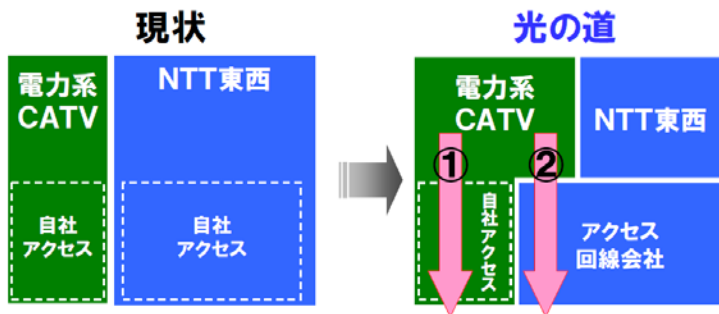 現状
光の道
電力系
CATV
NTT東西
自社
アクセス
自社
アクセス
電力系
CATV
NTT東西
①
②
自社アクセス
アクセス
回線会社